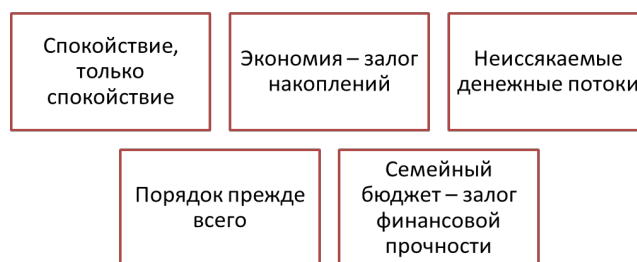 Спокойствие,
только
спокойствие
Экономия – залог
накоплений
Неиссякаемые
денежные потоки
Порядок прежде
всего
Семейный
бюджет – залог
финансовой
прочности